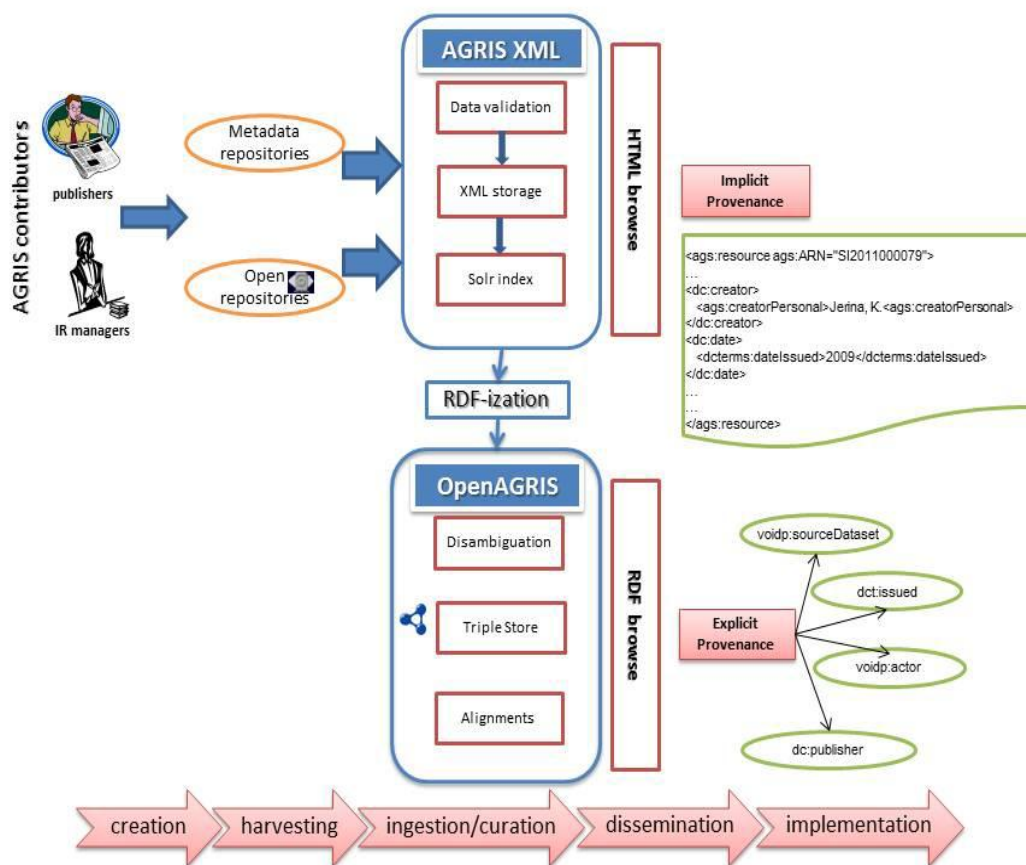 AGRIS contributors
publishers
IR managers
Metadata
repositories
Open
repositories
AGRIS XML
Data validation
XML storage
Solr index
HTML browse
Implicit
Provenance
<ags:resource ags:ARN="SI2011000079">
...
<dc:creator>
<ags:creatorPersonal>Jerina, K.<ags:creatorPersonal>
</dc:creator>
<dc:date>
<dcterms:dateIssued>2009</dcterms:dateIssued>
</dc:date>
...
...
</ags:resource>
RDF-ization
OpenAGRIS
Disambiguation
Triple Store
Alignments
RDF browse
Explicit
Provenance
voidp:sourceDataset
dct:issued
voidp:actor
dc:publisher
creation
harvesting
ingestion/curation
dissemination
implementation